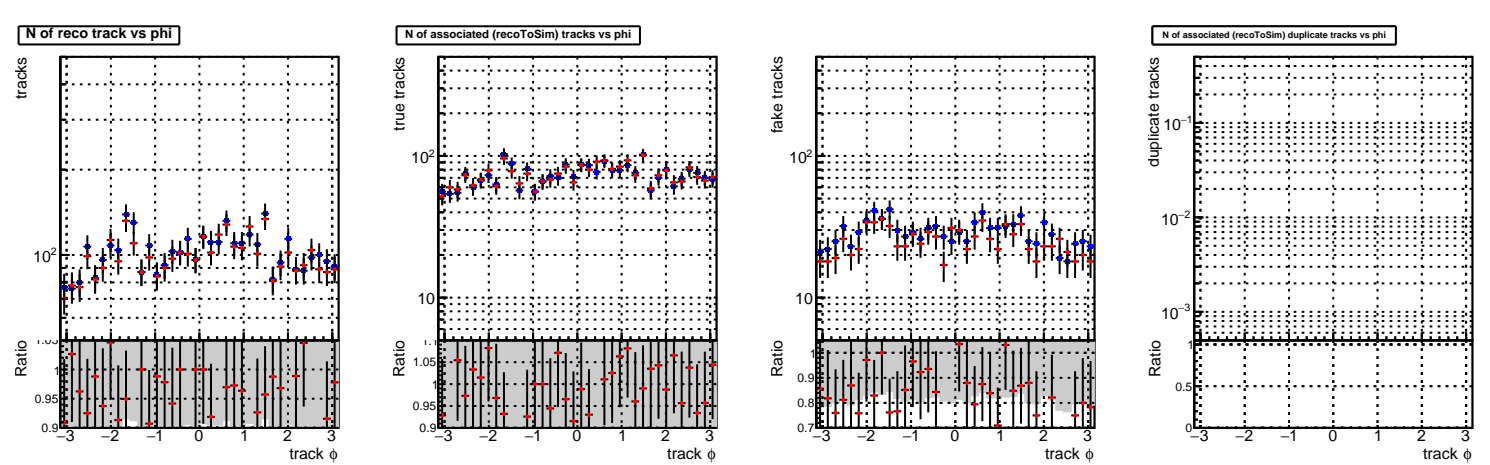 N of reco track vs phi
tracks
10²
Ratio
1.05
1
0.95
0.9
−3 −2 −1 0 1 2 3
track ϕ
N of associated (recoToSim) tracks vs phi
true tracks
10²
10
Ratio
1.1
1.05
1
0.95
0.9
−3 −2 −1 0 1 2 3
track ϕ
fake tracks
10²
10
Ratio
1
0.9
0.8
0.7
−3 −2 −1 0 1 2 3
track ϕ
N of associated (recoToSim) duplicate tracks vs phi
duplicate tracks
10⁻¹
10⁻²
10⁻³
Ratio
1
0.5
0
−3 −2 −1 0 1 2 3
track ϕ